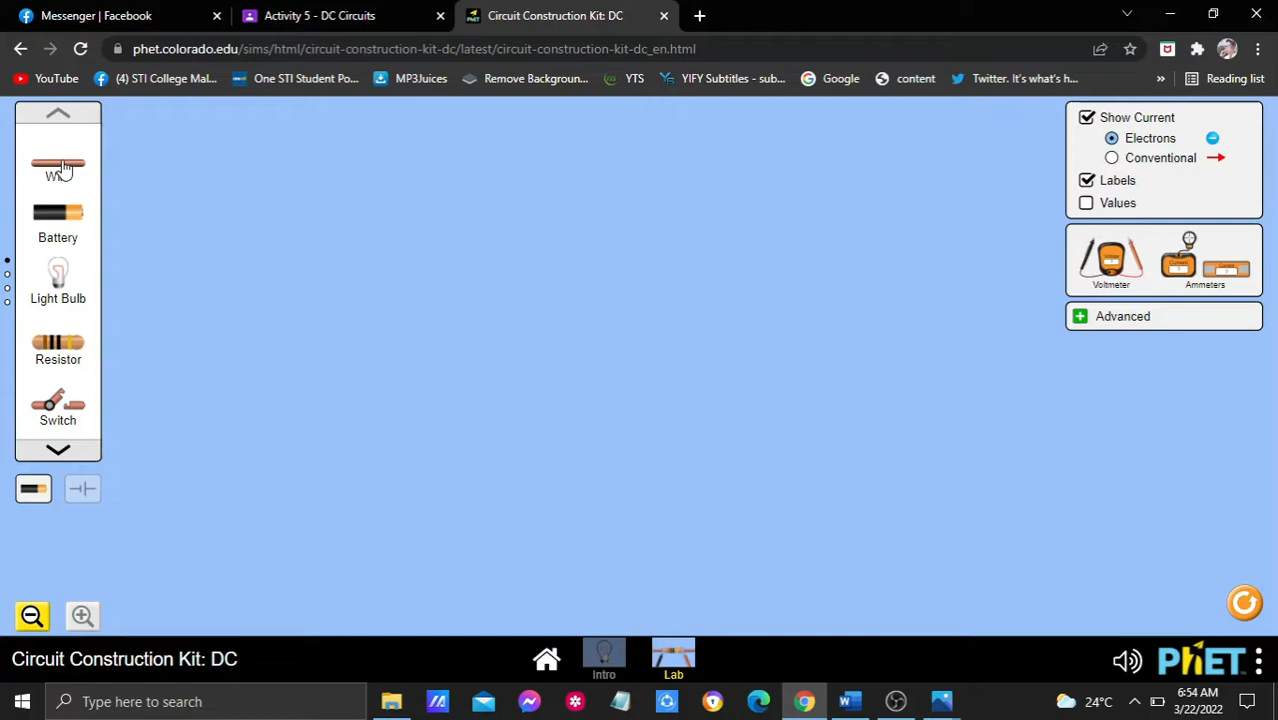 Messenger | Facebook
Activity 5 - DC Circuits
Circuit Construction Kit: DC
phet.colorado.edu/sims/html/circuit-construction-kit-dc/latest/circuit-construction-kit-dc_en.html
YouTube
(4) STI College Mal...
One STI Student Po...
MP3Juices
Remove Backgroun...
YTS
YIFY Subtitles - sub...
Google
content
Twitter. It's what's h...
»
Reading list
Battery
Light Bulb
Resistor
Switch
Show Current
Electrons
Conventional
Labels
Values
Voltmeter
Ammeters
Advanced
Circuit Construction Kit: DC
Intro
Lab
PhET
Type here to search
24°C
6:54 AM
3/22/2022